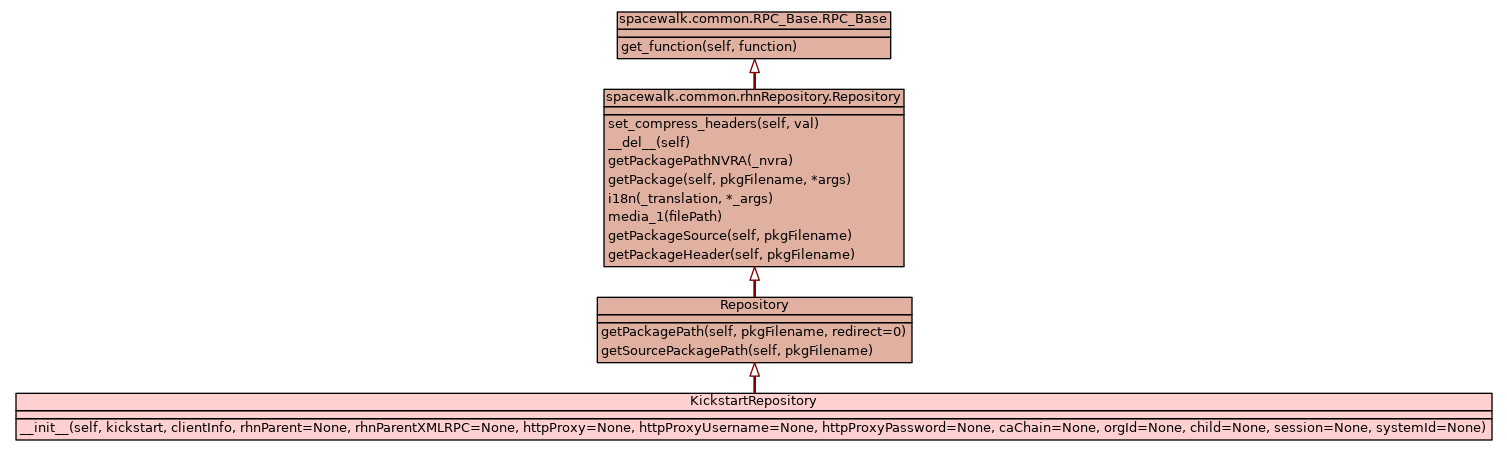 spacewalk.common.RPC_Base.RPC_Base
get_function(self, function)
spacewalk.common.rhnRepository.Repository
set_compress_headers(self, val)
__del__(self)
getPackagePathNVRA(_nvra)
getPackage(self, pkgFilename, *args)
i18n(_translation, *_args)
media_1(filePath)
getPackageSource(self, pkgFilename)
getPackageHeader(self, pkgFilename)
Repository
getPackagePath(self, pkgFilename, redirect=0)
getSourcePackagePath(self, pkgFilename)
KickstartRepository
__init__(self, kickstart, clientInfo, rhnParent=None, rhnParentXMLRPC=None, httpProxy=None, httpProxyUsername=None, httpProxyPassword=None, caChain=None, orgId=None, child=None, session=None, systemId=None)